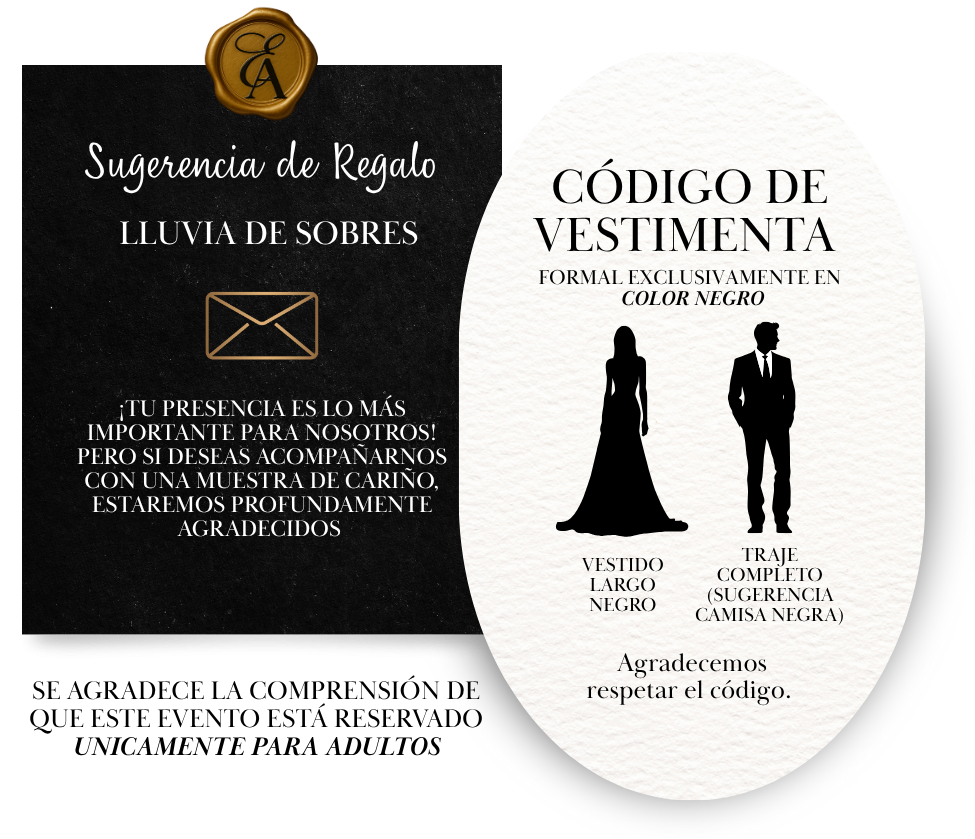 EA
Sugerencia de Regalo
LLUVIA DE SOBRES
¡TU PRESENCIA ES LO MÁS
IMPORTANTE PARA NOSOTROS!
PERO SI DESEAS ACOMPAÑARNOS
CON UNA MUESTRA DE CARIÑO,
ESTAREMOS PROFUNDAMENTE
AGRADECIDOS
SE AGRADECE LA COMPRENSIÓN DE
QUE ESTE EVENTO ESTÁ RESERVADO
UNICAMENTE PARA ADULTOS
CÓDIGO DE
VESTIMENTA
FORMAL EXCLUSIVAMENTE EN
COLOR NEGRO
VESTIDO
LARGO
NEGRO
TRAJE
COMPLETO
(SUGERENCIA
CAMISA NEGRA)
Agradecemos
respetar el código.